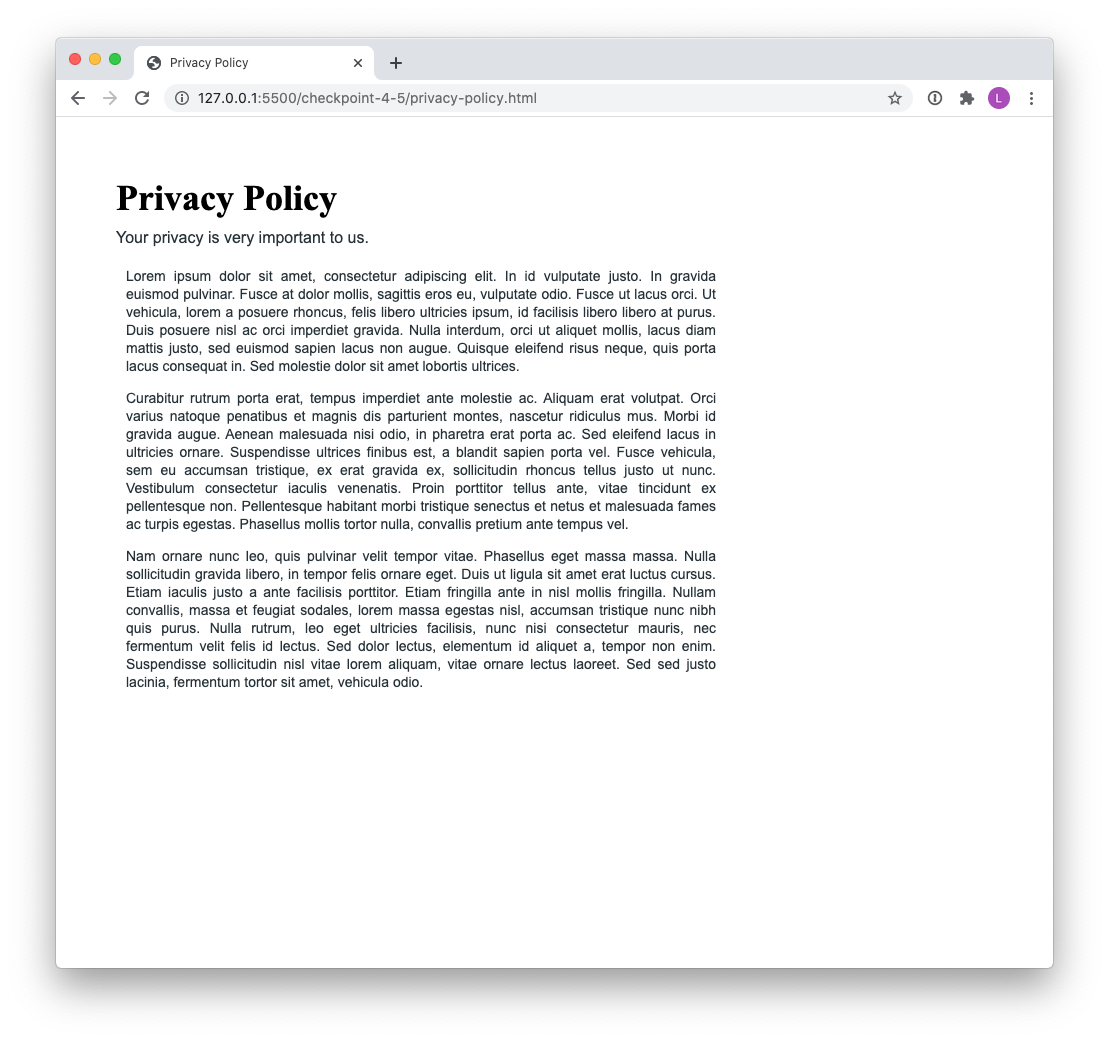 Privacy Policy
127.0.0.1:5500/checkpoint-4-5/privacy-policy.html
L
Privacy Policy
Your privacy is very important to us.
Lorem ipsum dolor sit amet, consectetur adipiscing elit. In id vulputate justo. In gravida
euismod pulvinar. Fusce at dolor mollis, sagittis eros eu, vulputate odio. Fusce ut lacus orci. Ut
vehicula, lorem a posuere rhoncus, felis libero ultricies ipsum, id facilisis libero libero at purus.
Duis posuere nisl ac orci imperdiet gravida. Nulla interdum, orci ut aliquet mollis, lacus diam
mattis justo, sed euismod sapien lacus non augue. Quisque eleifend risus neque, quis porta
lacus consequat in. Sed molestie dolor sit amet lobortis ultrices.
Curabitur rutrum porta erat, tempus imperdiet ante molestie ac. Aliquam erat volutpat. Orci
varius natoque penatibus et magnis dis parturient montes, nascetur ridiculus mus. Morbi id
gravida augue. Aenean malesuada nisi odio, in pharetra erat porta ac. Sed eleifend lacus in
ultricies ornare. Suspendisse ultrices finibus est, a blandit sapien porta vel. Fusce vehicula,
sem eu accumsan tristique, ex erat gravida ex, sollicitudin rhoncus tellus justo ut nunc.
Vestibulum consectetur iaculis venenatis. Proin porttitor tellus ante, vitae tincidunt ex
pellentesque non. Pellentesque habitant morbi tristique senectus et netus et malesuada fames
ac turpis egestas. Phasellus mollis tortor nulla, convallis pretium ante tempus vel.
Nam ornare nunc leo, quis pulvinar velit tempor vitae. Phasellus eget massa massa. Nulla
sollicitudin gravida libero, in tempor felis ornare eget. Duis ut ligula sit amet erat luctus cursus.
Etiam iaculis justo a ante facilisis porttitor. Etiam fringilla ante in nisl mollis fringilla. Nullam
convallis, massa et feugiat sodales, lorem massa egestas nisl, accumsan tristique nunc nibh
quis purus. Nulla rutrum, leo eget ultricies facilisis, nunc nisi consectetur mauris, nec
fermentum velit felis id lectus. Sed dolor lectus, elementum id aliquet a, tempor non enim.
Suspendisse sollicitudin nisl vitae lorem aliquam, vitae ornare lectus laoreet. Sed sed justo
lacinia, fermentum tortor sit amet, vehicula odio.